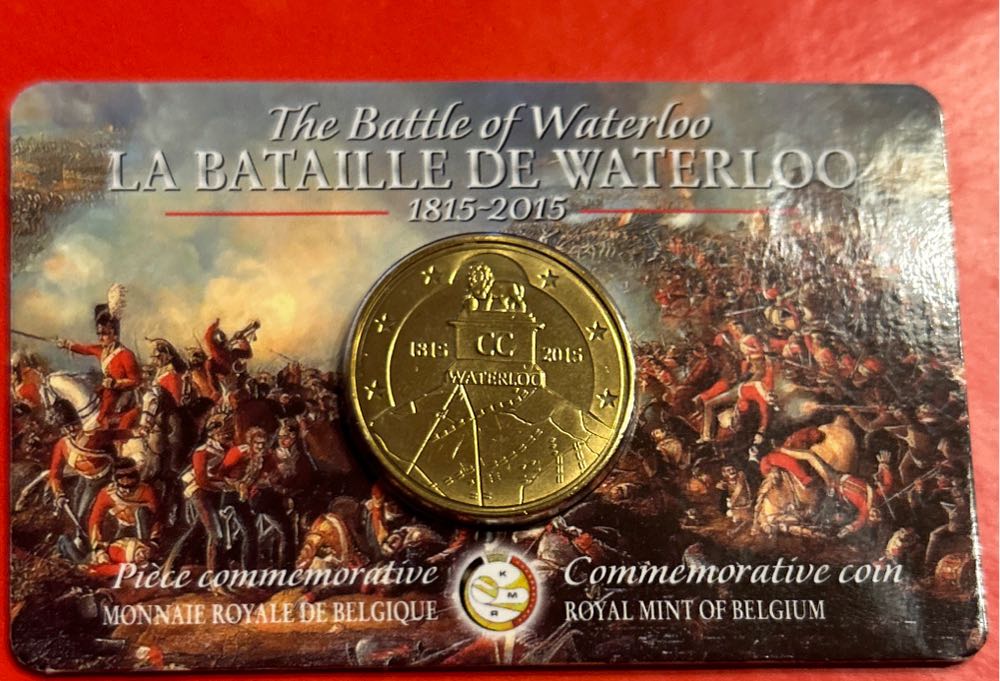 The Battle of Waterloo
LA BATAILLE DE WATERLOO
1815-2015
1815 CC 2015
WATERLOO
Pièce commémorative
MONNAIE ROYALE DE BELGIQUE
K
M
R
Commemorative coin
ROYAL MINT OF BELGIUM